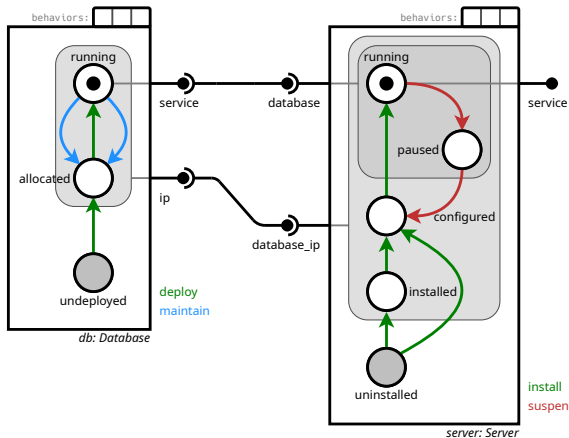 behaviors:
behaviors:
running
running
service
database
service
paused
allocated
ip
configured
database_ip
undeployed
deploy
installed
maintain
db: Database
uninstalled
install
suspen
server: Server